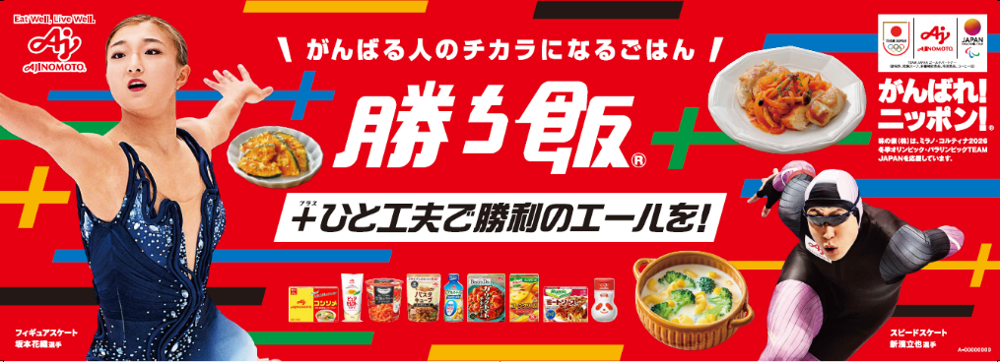 Eat Well, Live Well.
Aj
AJINOMOTO®
がんばる人のチカラになるごはん
勝ち飯®
プラス
+ひと工夫で勝利のエールを!
TEAM JAPAN
Aj
AJINOMOTO®
JAPAN
がんばれ!
ニッポン!®
味の素(株)は、ミラノ・コルティナ2026
冬季オリンピック・パラリンピックTEAM
JAPANを応援しています。
コンソメ
パスタ
キューブ
フィギュアスケート
坂本花織選手
スピードスケート
新濱立也選手
A-00000000